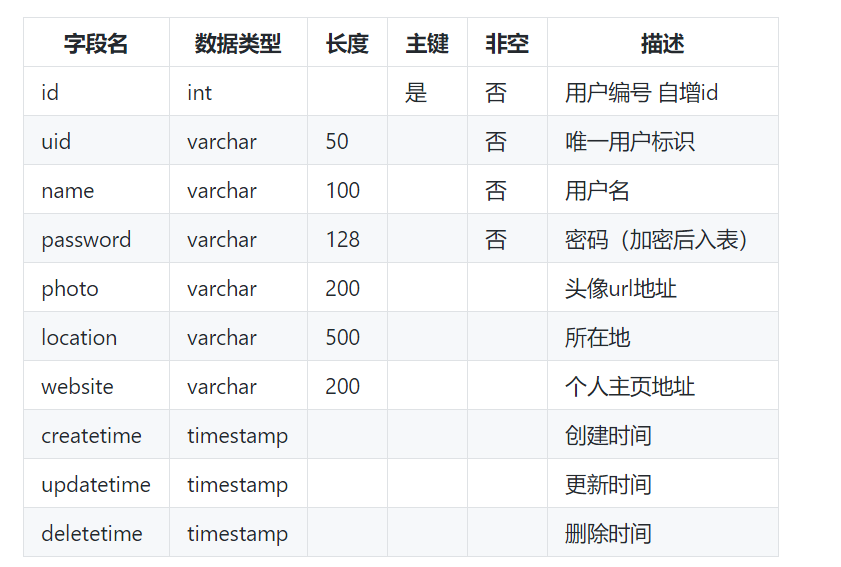 字段名 数据类型 长度 主键 非空 描述
id int 是 否 用户编号 自增id
uid varchar 50 否 唯一用户标识
name varchar 100 否 用户名
password varchar 128 否 密码（加密后入表）
photo varchar 200 头像url地址
location varchar 500 所在地
website varchar 200 个人主页地址
createtime timestamp 创建时间
updatetime timestamp 更新时间
deletetime timestamp 删除时间